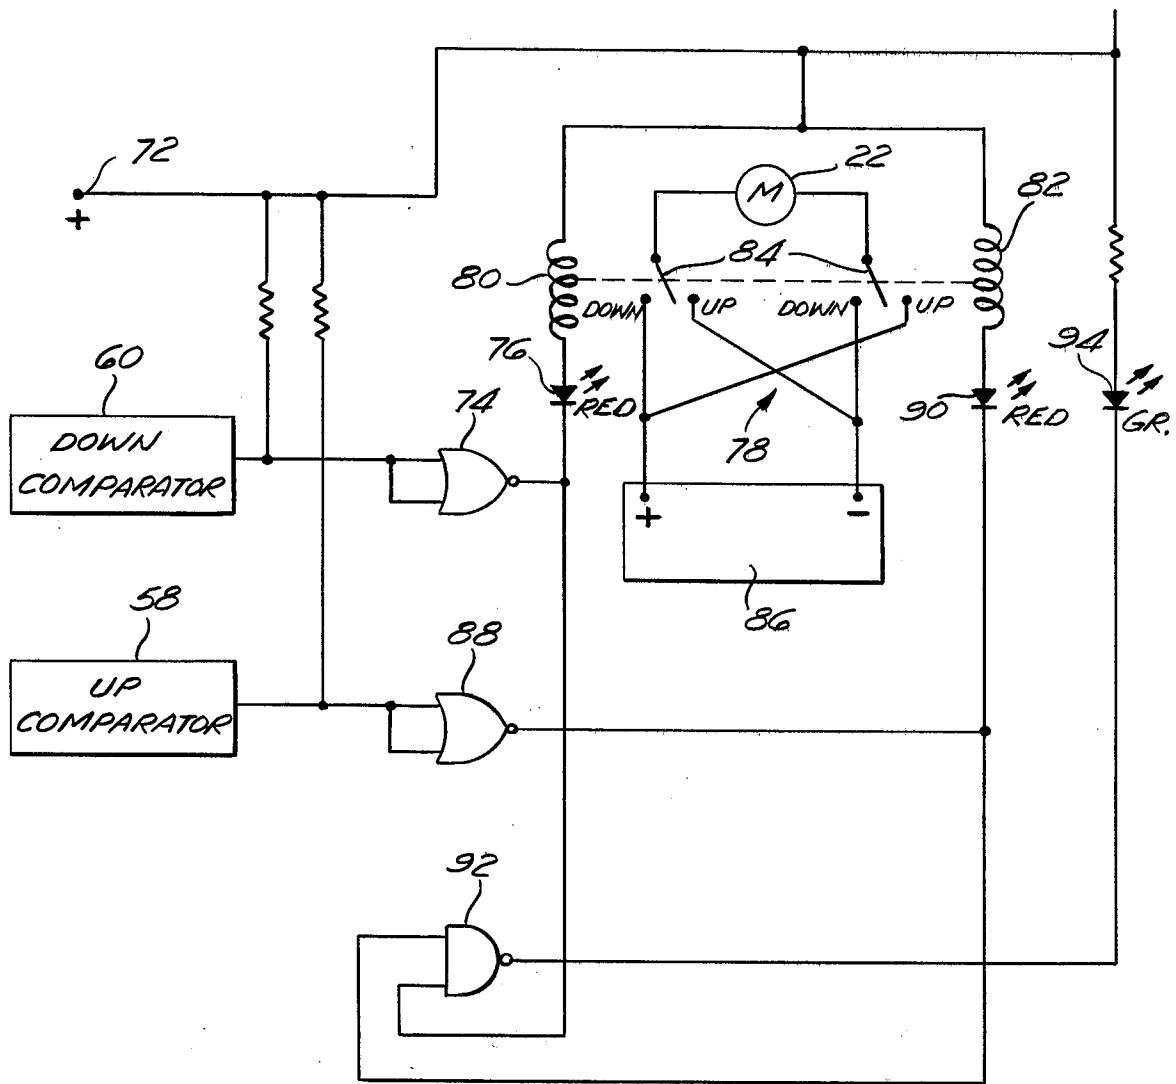 72
+
22
M
82
80
84
DOWN
UP
DOWN
UP
76
RED
94
60
74
90
RED
GR.
DOWN
COMPARATOR
78
+
-
86
58
88
UP
COMPARATOR
92